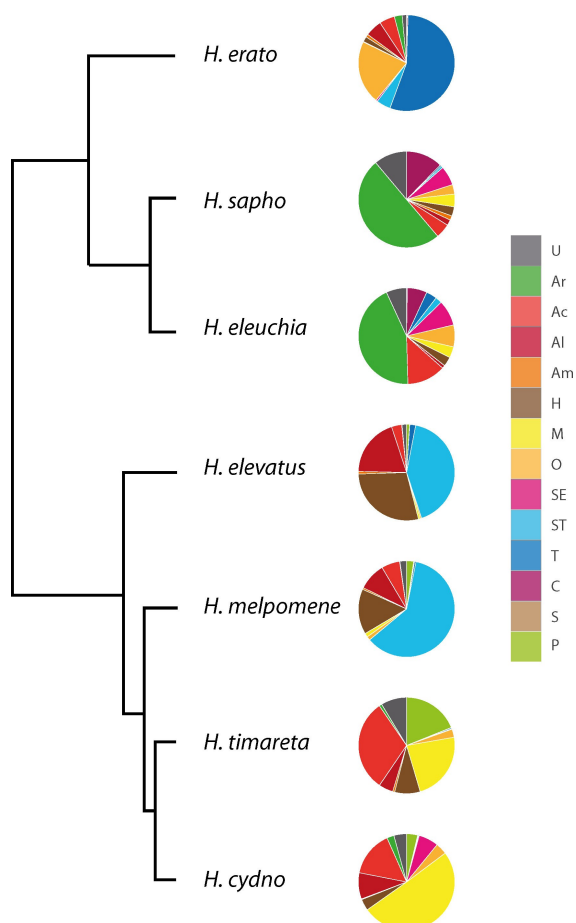 H. erato
H. sapho
H. eleuchia
H. elevatus
H. melpomene
H. timareta
H. cydno
U
Ar
Ac
Al
Am
H
M
O
SE
ST
T
C
S
P